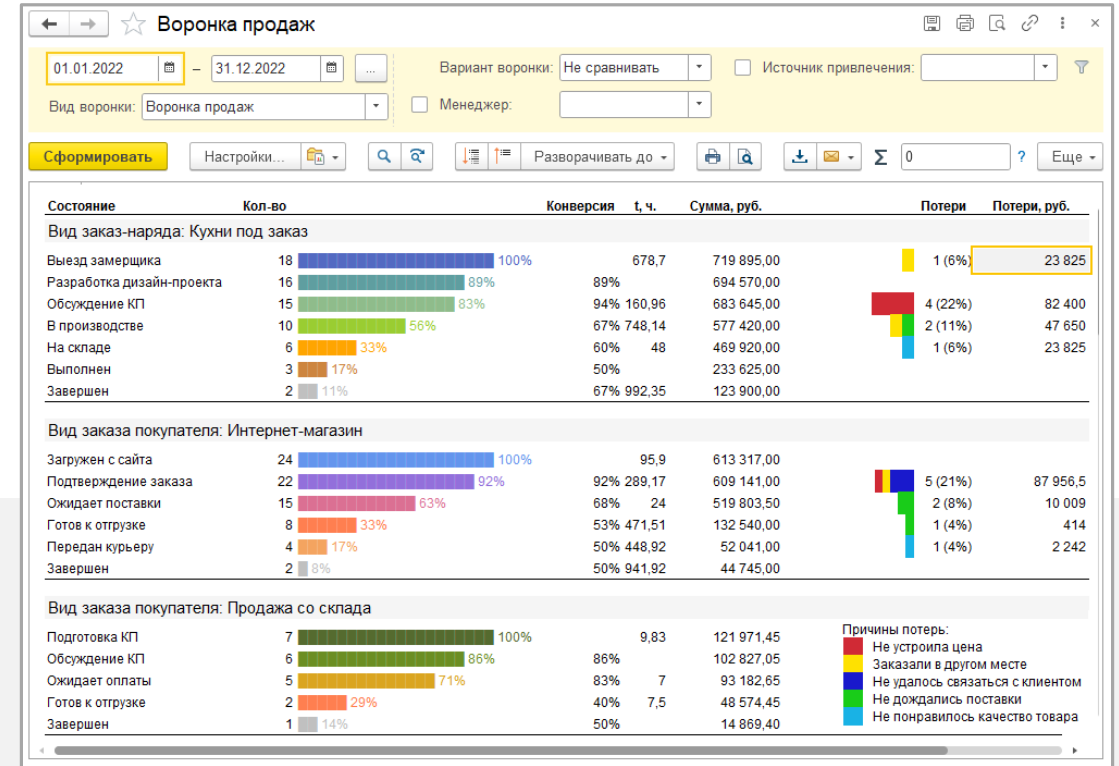 Воронка продаж
01.01.2022 – 31.12.2022 ... Вариант воронки: Не сравнивать Источник привлечения:
Вид воронки: Воронка продаж Менеджер:
Сформировать Настройки... Разворачивать до Σ 0 ? Еще
Состояние Кол-во Конверсия t, ч. Сумма, руб. Потери Потери, руб.
Вид заказ-наряда: Кухни под заказ
Выезд замерщика 18 100% 678,7 719 895,00 1 (6%) 23 825
Разработка дизайн-проекта 16 89% 89% 694 570,00
Обсуждение КП 15 83% 94% 160,96 683 645,00 4 (22%) 82 400
В производстве 10 56% 67% 748,14 577 420,00 2 (11%) 47 650
На складе 6 33% 60% 48 469 920,00 1 (6%) 23 825
Выполнен 3 17% 50% 233 625,00
Завершен 2 11% 67% 992,35 123 900,00
Вид заказа покупателя: Интернет-магазин
Загружен с сайта 24 100% 95,9 613 317,00
Подтверждение заказа 22 92% 92% 289,17 609 141,00 5 (21%) 87 956,5
Ожидает поставки 15 63% 68% 24 519 803,50 2 (8%) 10 009
Готов к отгрузке 8 33% 53% 471,51 132 540,00 1 (4%) 414
Передан курьеру 4 17% 50% 448,92 52 041,00 1 (4%) 2 242
Завершен 2 8% 50% 941,92 44 745,00
Вид заказа покупателя: Продажа со склада
Подготовка КП 7 100% 9,83 121 971,45
Обсуждение КП 6 86% 86% 102 827,05
Ожидает оплаты 5 71% 83% 7 93 182,65
Готов к отгрузке 2 29% 40% 7,5 48 574,45
Завершен 1 14% 50% 14 869,40
Причины потерь:
Не устроила цена
Заказали в другом месте
Не удалось связаться с клиентом
Не дождались поставки
Не понравилось качество товара